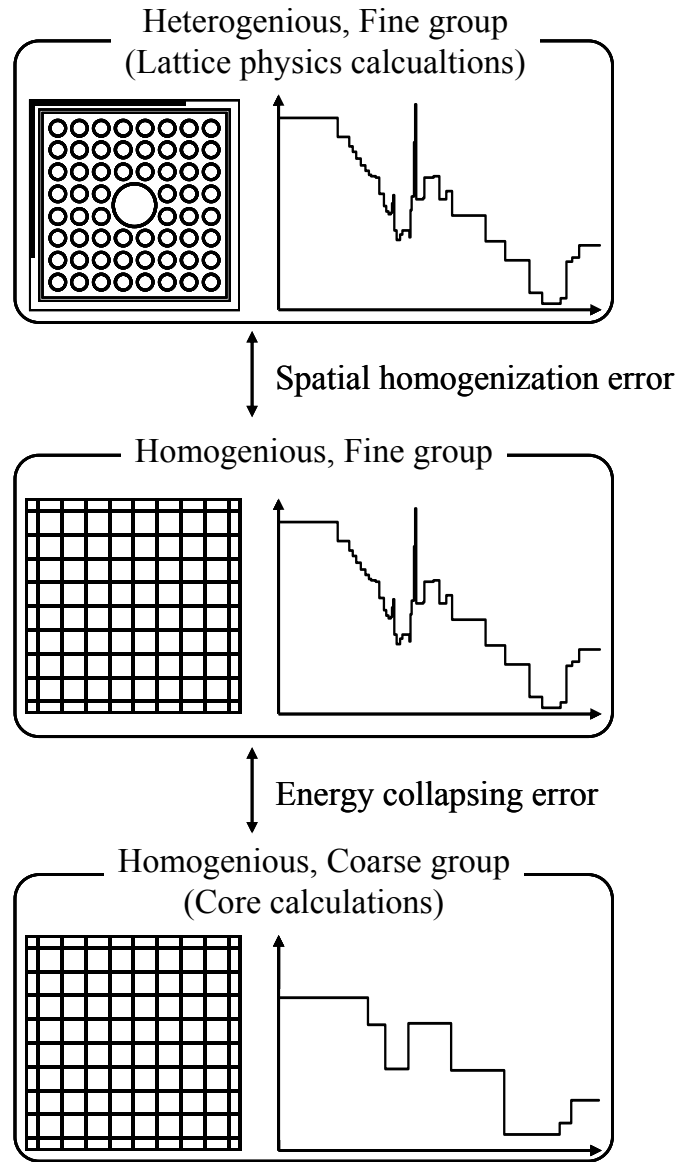 Heterogenious, Fine group
(Lattice physics calcualtions)
Spatial homogenization error
Homogenious, Fine group
Energy collapsing error
Homogenious, Coarse group
(Core calculations)